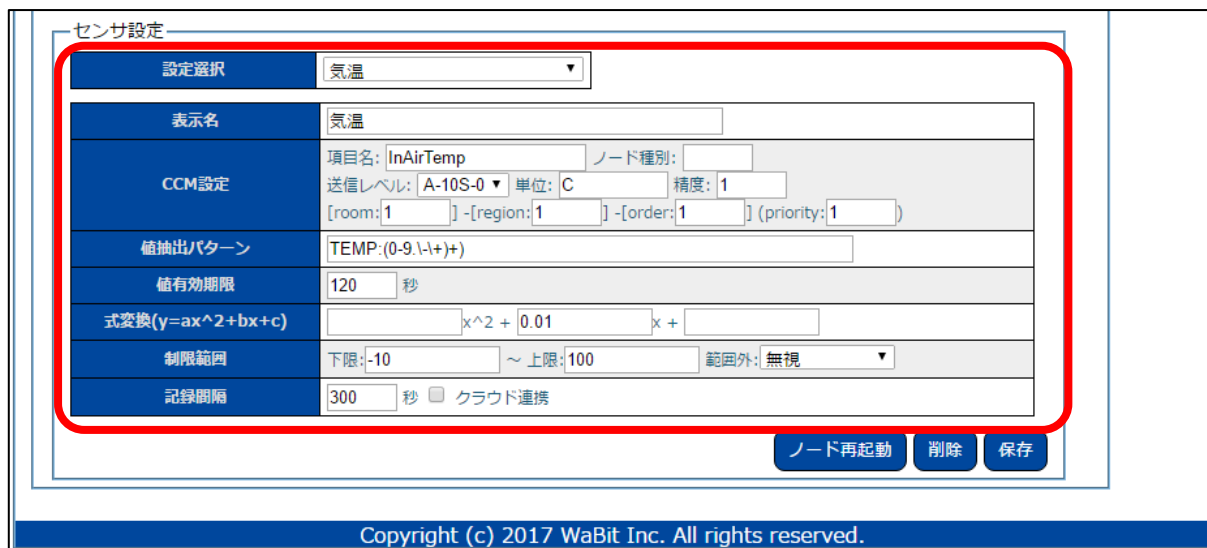 センサ設定
設定選択 気温
表示名 気温
CCM設定
項目名: InAirTemp ノード種別:
送信レベル: A-10S-0 単位: C 精度: 1
[room:1 ] -[region:1 ] -[order:1 ] (priority:1 )
値抽出パターン TEMP:(0-9.\-\+)+)
値有効期限 120 秒
式変換(y=ax^2+bx+c) x^2 + 0.01 x +
制限範囲 下限:-10 ～ 上限:100 範囲外: 無視
記録間隔 300 秒 クラウド連携
ノード再起動 削除 保存
Copyright (c) 2017 WaBit Inc. All rights reserved.